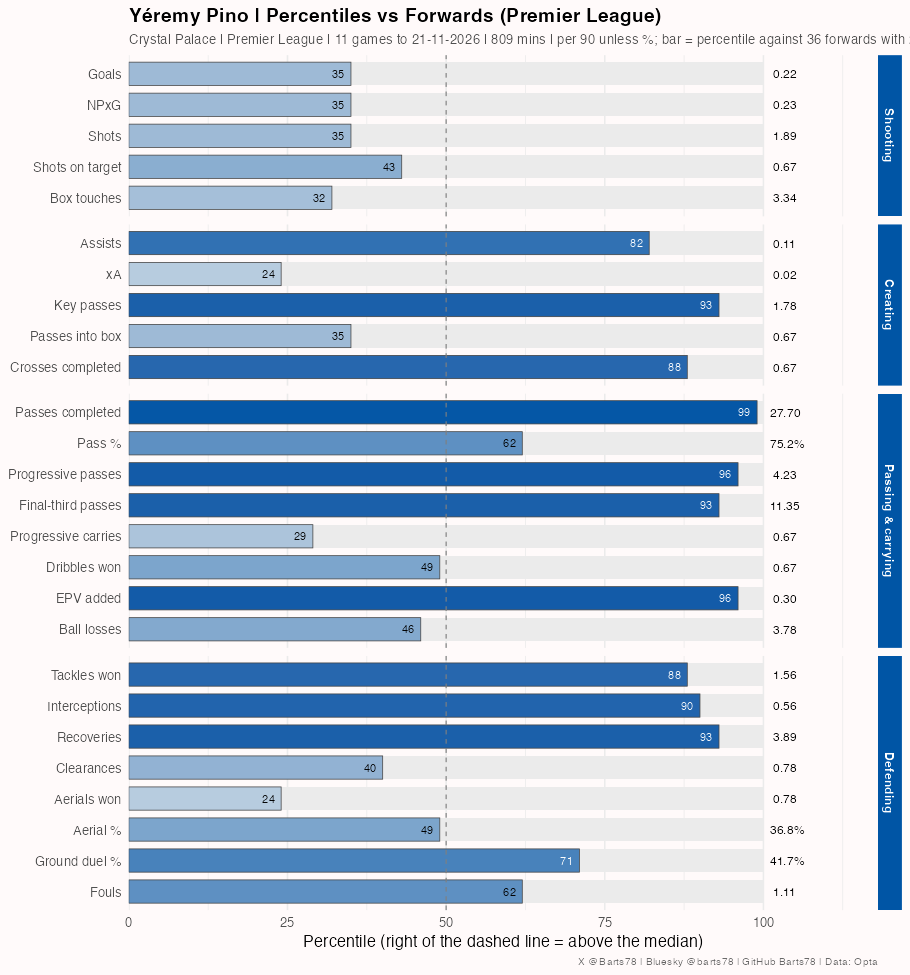 Yéremy Pino | Percentiles vs Forwards (Premier League)
Crystal Palace | Premier League | 11 games to 21-11-2026 | 809 mins | per 90 unless %; bar = percentile against 36 forwards with
Shooting
Goals 35 0.22
NPxG 35 0.23
Shots 35 1.89
Shots on target 43 0.67
Box touches 32 3.34
Creating
Assists 82 0.11
xA 24 0.02
Key passes 93 1.78
Passes into box 35 0.67
Crosses completed 88 0.67
Passing & carrying
Passes completed 99 27.70
Pass % 62 75.2%
Progressive passes 96 4.23
Final-third passes 93 11.35
Progressive carries 29 0.67
Dribbles won 49 0.67
EPV added 96 0.30
Ball losses 46 3.78
Defending
Tackles won 88 1.56
Interceptions 90 0.56
Recoveries 93 3.89
Clearances 40 0.78
Aerials won 24 0.78
Aerial % 49 36.8%
Ground duel % 71 41.7%
Fouls 62 1.11
0 25 50 75 100
Percentile (right of the dashed line = above the median)
X @Barts78 | Bluesky @barts78 | GitHub Barts78 | Data: Opta